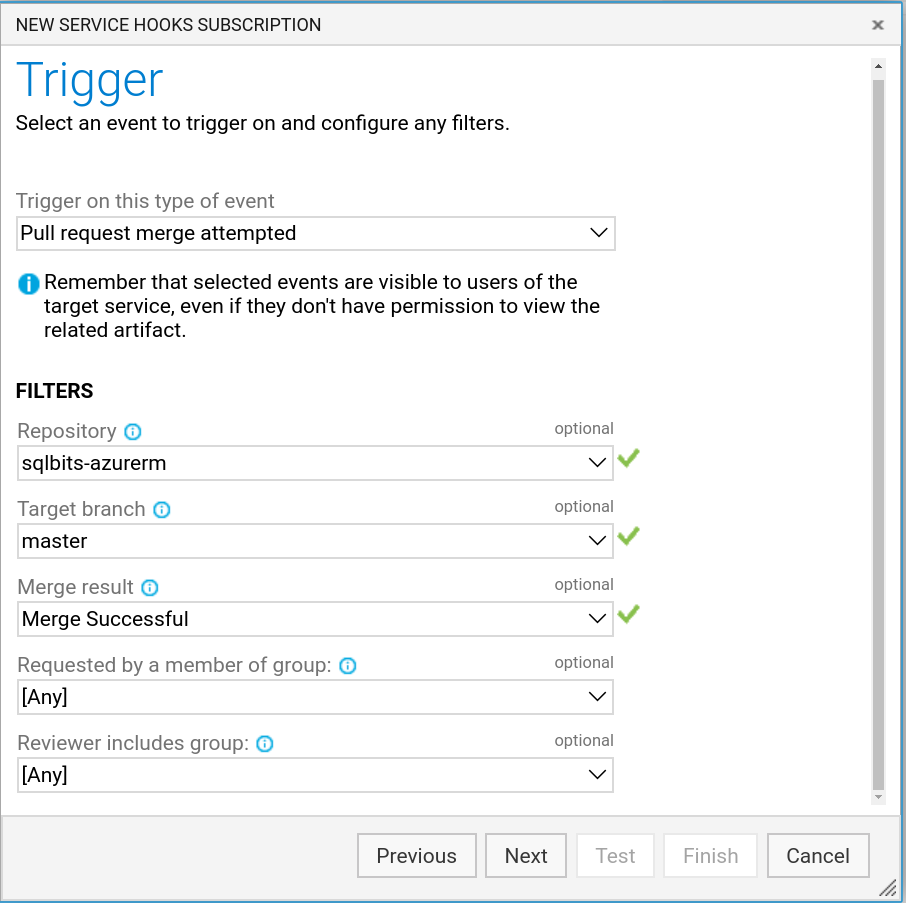 NEW SERVICE HOOKS SUBSCRIPTION
Trigger
Select an event to trigger on and configure any filters.
Trigger on this type of event
Pull request merge attempted
Remember that selected events are visible to users of the
target service, even if they don't have permission to view the
related artifact.
FILTERS
Repository optional
sqlbits-azurerm
Target branch optional
master
Merge result optional
Merge Successful
Requested by a member of group: optional
[Any]
Reviewer includes group: optional
[Any]
Previous Next Test Finish Cancel